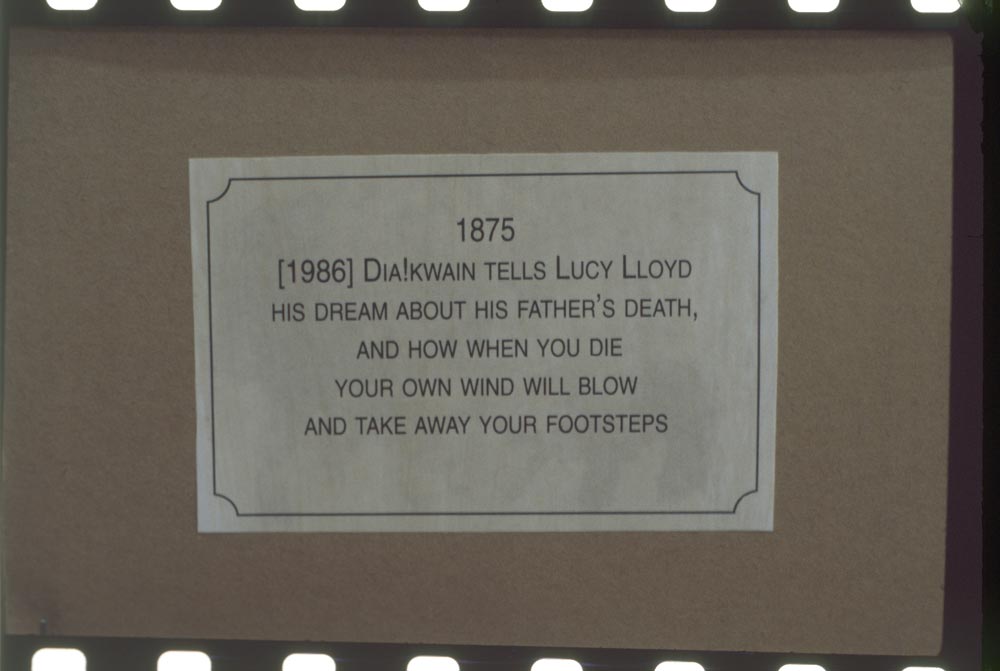 1875
[1986] Dia!kwain tells Lucy Lloyd
his dream about his father's death,
and how when you die
your own wind will blow
and take away your footsteps